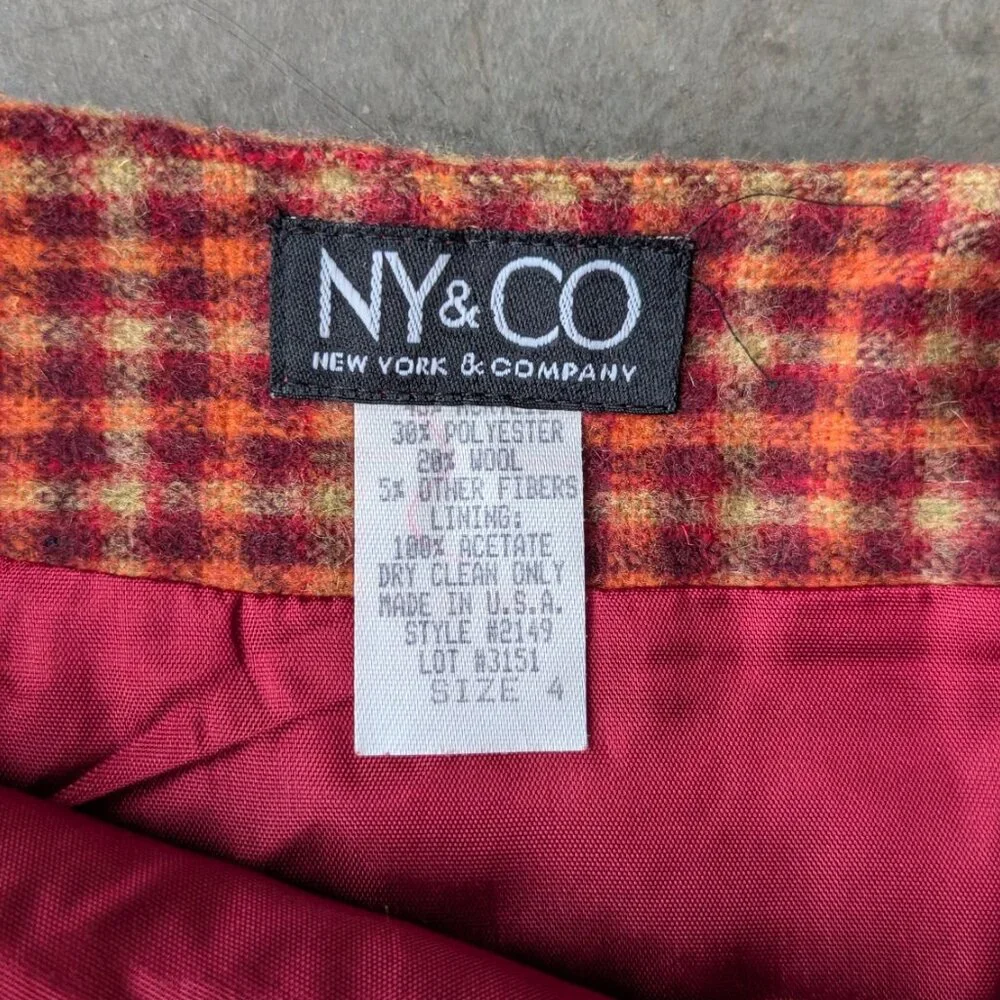 NY&CO
NEW YORK & COMPANY
30% POLYESTER
20% WOOL
5% OTHER FIBERS
LINING:
100% ACETATE
DRY CLEAN ONLY
MADE IN U.S.A.
STYLE #2149
LOT #3151
SIZE 4